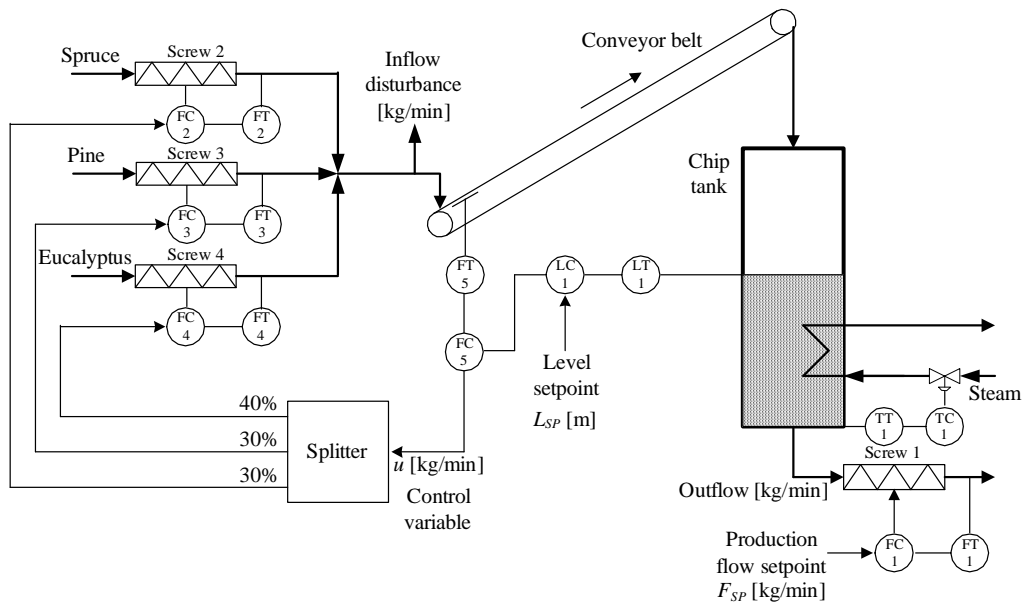 Spruce
Screw 2
FC
2
FT
2
Pine
Screw 3
FC
3
FT
3
Eucalyptus
Screw 4
FC
4
FT
4
Inflow
disturbance
[kg/min]
Conveyor belt
Chip
tank
FT
5
LC
1
LT
1
FC
5
Level
setpoint
L_SP [m]
40%
30%
30%
Splitter
u [kg/min]
Control
variable
Steam
TT
1
TC
1
Screw 1
Outflow [kg/min]
FC
1
FT
1
Production
flow setpoint
F_SP [kg/min]